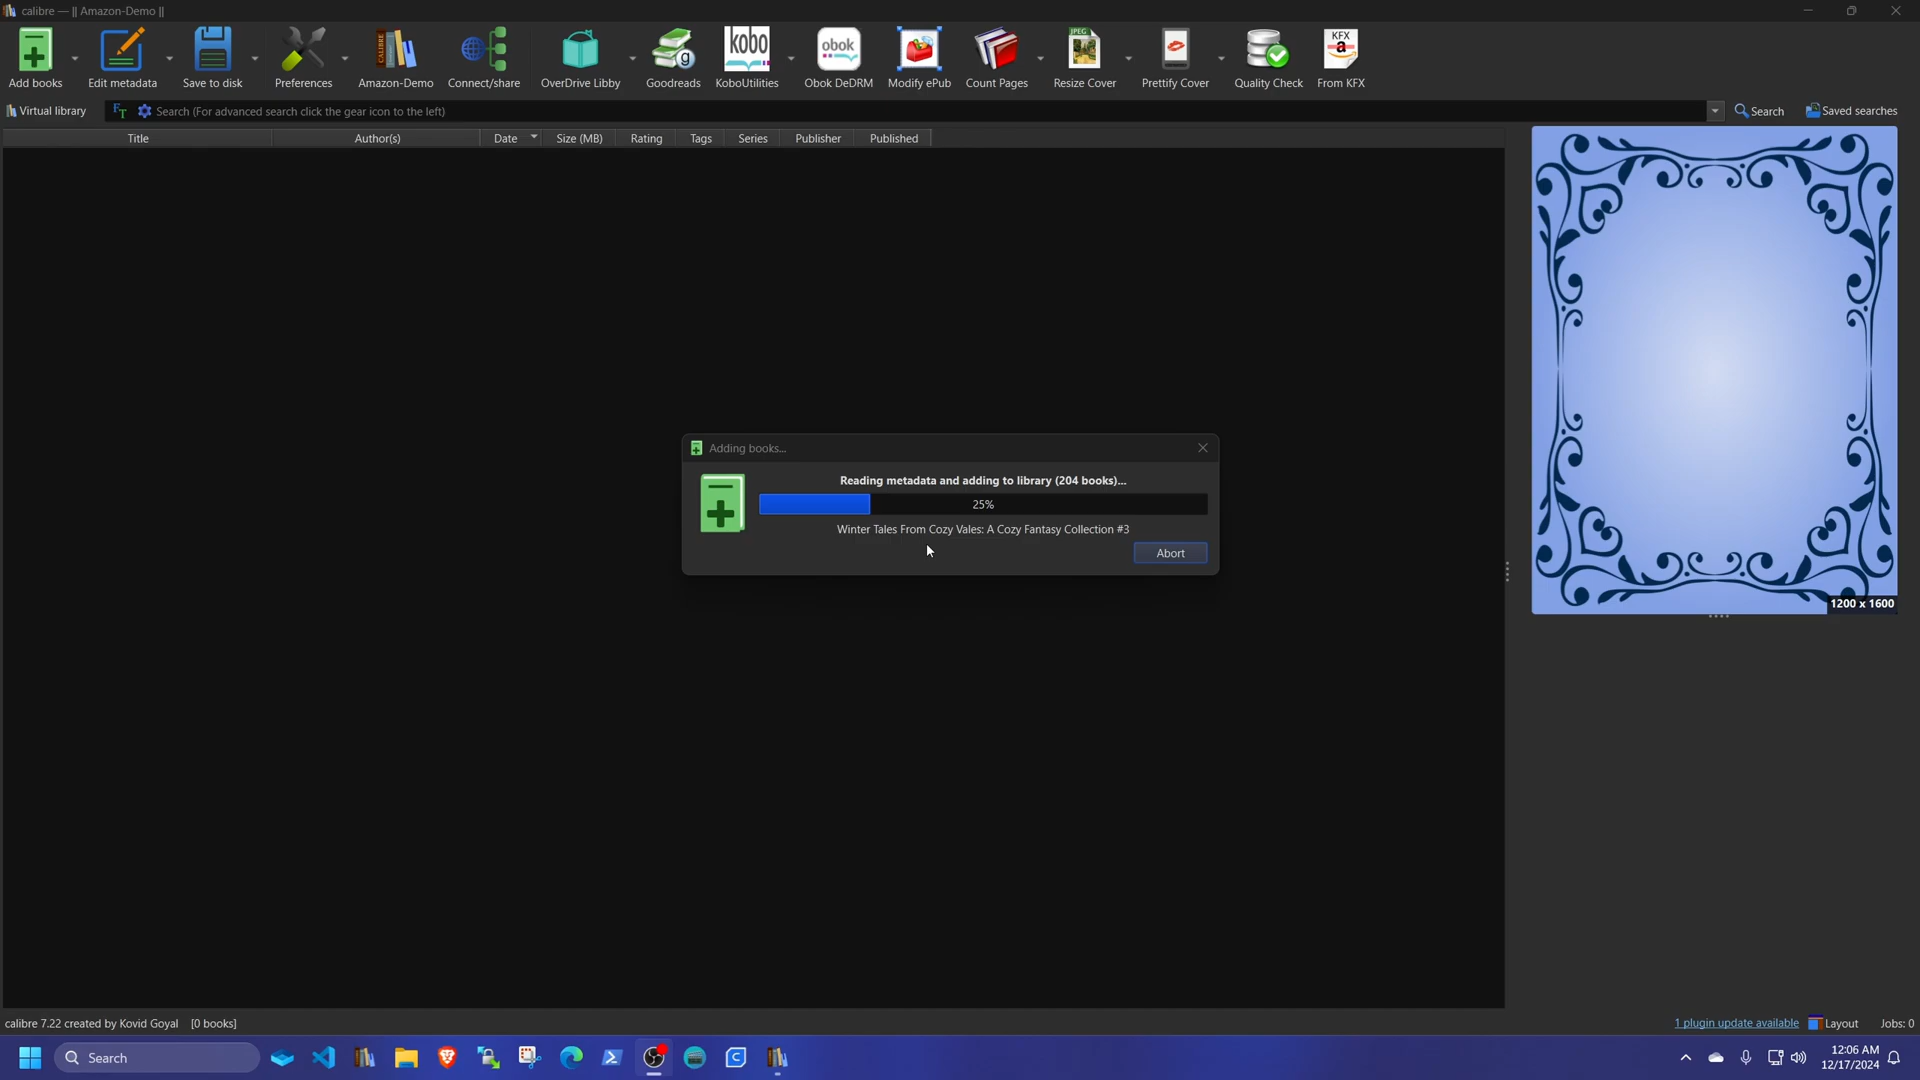 calibre — || Amazon-Demo ||
Add books
Edit metadata
Save to disk
Preferences
Amazon-Demo
Connect/share
OverDrive Libby
Goodreads
KoboUtilities
Obok DeDRM
Modify ePub
Count Pages
Resize Cover
Prettify Cover
Quality Check
From KFX
CALIBRE
g
kobo
obok
JPEG
KFX
a
Virtual library
FT
Search (For advanced search click the gear icon to the left)
Search
Saved searches
Title Author(s) Date Size (MB) Rating Tags Series Publisher Published
Adding books...
Reading metadata and adding to library (204 books)...
25%
Winter Tales From Cozy Vales: A Cozy Fantasy Collection #3
Abort
1200 x 1600
calibre 7.22 created by Kovid Goyal [0 books]
1 plugin update available
Layout
Jobs: 0
Search
C
12:06 AM
12/17/2024